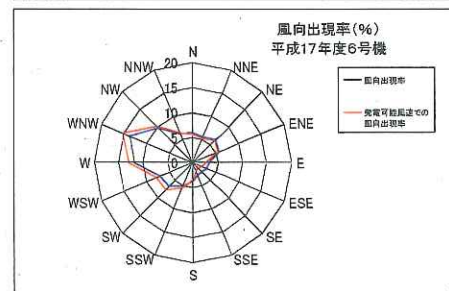 風向出現率(%)
平成17年度6号機
風向出現率
発電可能風速での
風向出現率
20
15
10
5
0
N
NNE
NE
ENE
E
ESE
SE
SSE
S
SSW
SW
WSW
W
WNW
NW
NNW